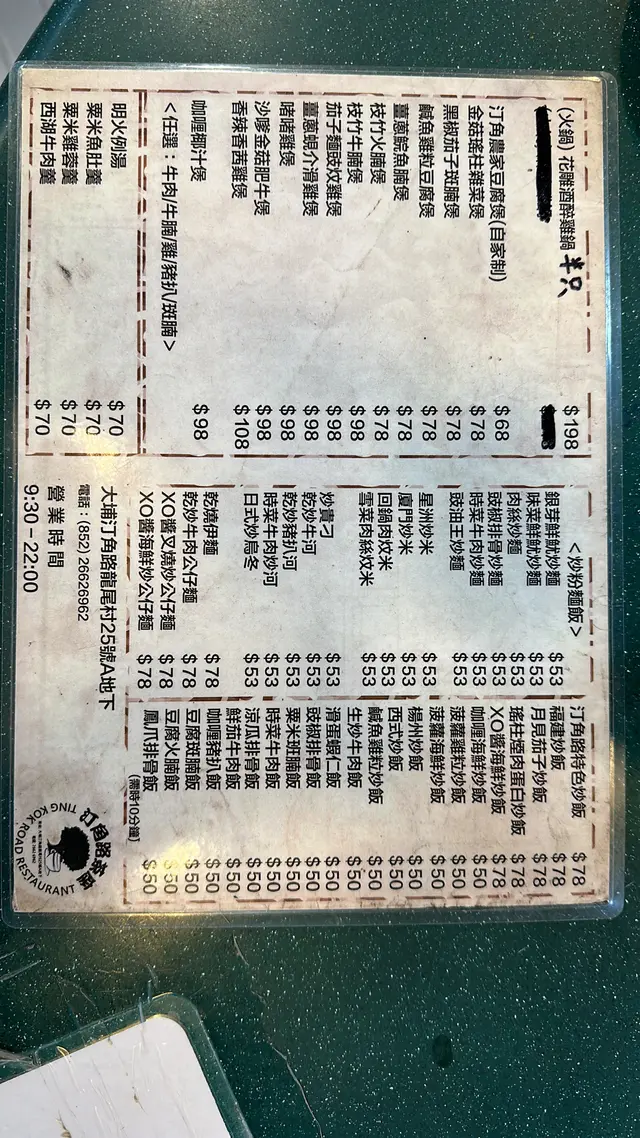 (火鍋) 花雕酒醉雞鍋 半只 $198
汀角農家豆腐煲(自家制) $68
金菇瑤柱雜菜煲 $78
黑椒茄子斑腩煲 $78
鹹魚雞粒豆腐煲 $78
薑蔥鯇魚腩煲 $78
枝竹火腩煲 $78
枝竹牛腩煲 $98
茄子麵豉炆雞煲 $98
薑蔥蜆介滑雞煲 $98
啫啫雞煲 $98
沙嗲金菇肥牛煲 $98
香辣香茜雞煲 $108
咖喱椰汁煲 $98
<任選：牛肉/牛腩/雞/豬扒/斑腩>
明火例湯 $70
粟米魚肚羹 $70
粟米雞蓉羹 $70
西湖牛肉羹 $70
<炒粉麵飯>
銀芽鮮魷炒麵 $53
味菜鮮魷炒麵 $53
肉絲炒麵 $53
豉椒排骨炒麵 $53
時菜牛肉炒麵 $53
豉油王炒麵 $53
星洲炒米 $53
廈門炒米 $53
回鍋肉炆米 $53
雪菜肉絲炆米 $53
炒貴刁 $53
乾炒牛河 $53
乾炒豬扒河 $53
時菜牛肉炒河 $53
日式炒烏冬 $53
乾燒伊麵 $78
乾炒牛肉公仔麵 $78
XO醬叉燒炒公仔麵 $78
XO醬海鮮炒公仔麵 $78
汀角路特色炒飯 $78
福建炒飯 $78
月見茄子炒飯 $78
瑤柱煙肉蛋白炒飯 $78
XO醬海鮮炒飯 $78
咖喱海鮮炒飯 $50
菠蘿雞粒炒飯 $50
菠蘿海鮮炒飯 $50
楊州炒飯 $50
西式炒飯 $50
鹹魚雞粒炒飯 $50
生炒牛肉飯 $50
滑蛋蝦仁飯 $50
豉椒排骨飯 $50
粟米班腩飯 $50
時菜牛肉飯 $50
涼瓜排骨飯 $50
鮮茄牛肉飯 $50
咖喱豬扒飯 $50
豆腐斑腩飯 $50
豆腐火腩飯 $50
鳳爪排骨飯 $50
(需時10分鐘)
大埔汀角路龍尾村25號A地下
電話：(852) 26626962
營業時間
9:30-22:00
汀角路茶座
TING KOK ROAD RESTAURANT